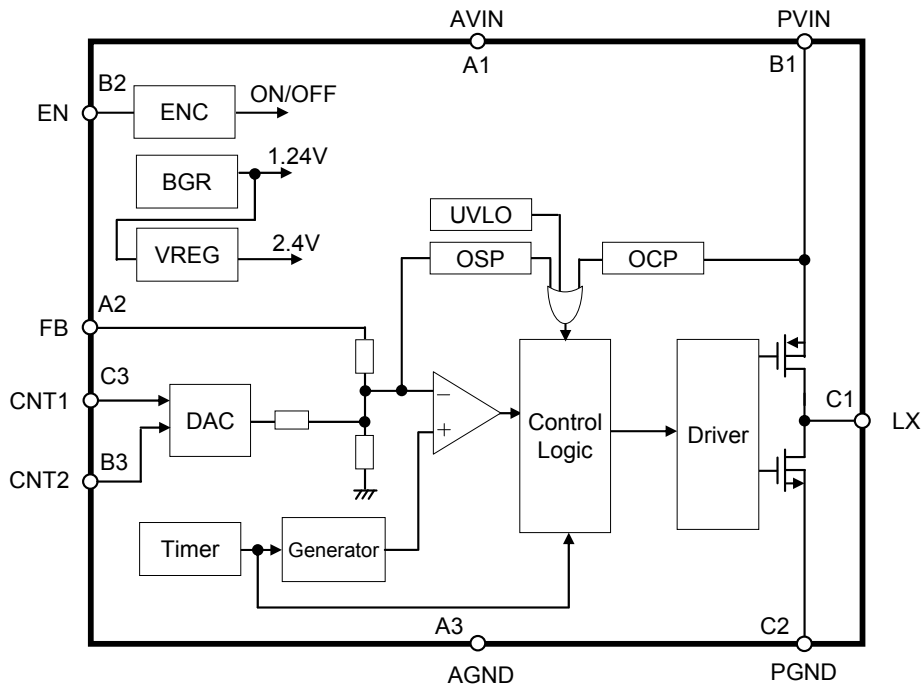 AVIN
PVIN
A1
B1
B2
EN
ENC
ON/OFF
BGR
1.24V
VREG
2.4V
UVLO
OSP
OCP
A2
FB
C3
CNT1
DAC
B3
CNT2
−
+
Control
Logic
Driver
C1
LX
Timer
Generator
A3
C2
AGND
PGND